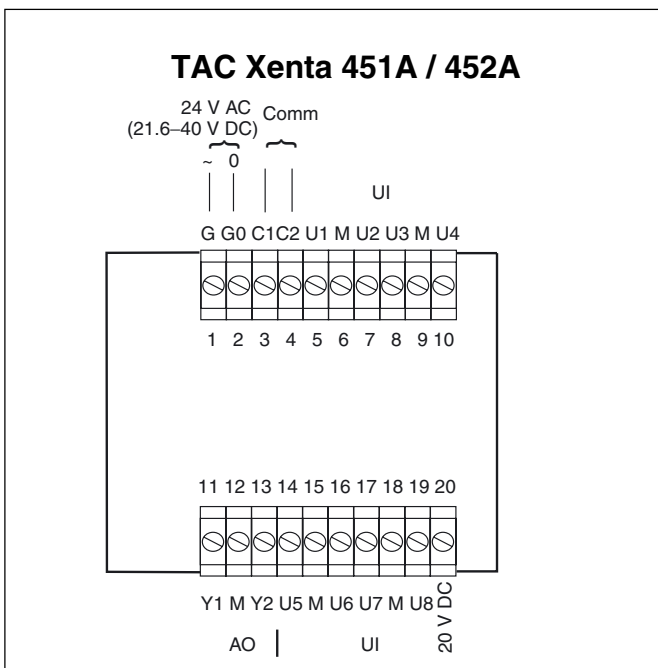 TAC Xenta 451A / 452A
24 V AC
(21.6–40 V DC)
Comm
~ 0
UI
G G0 C1 C2 U1 M U2 U3 M U4
1 2 3 4 5 6 7 8 9 10
11 12 13 14 15 16 17 18 19 20
Y1 M Y2 U5 M U6 U7 M U8 20 V DC
AO UI